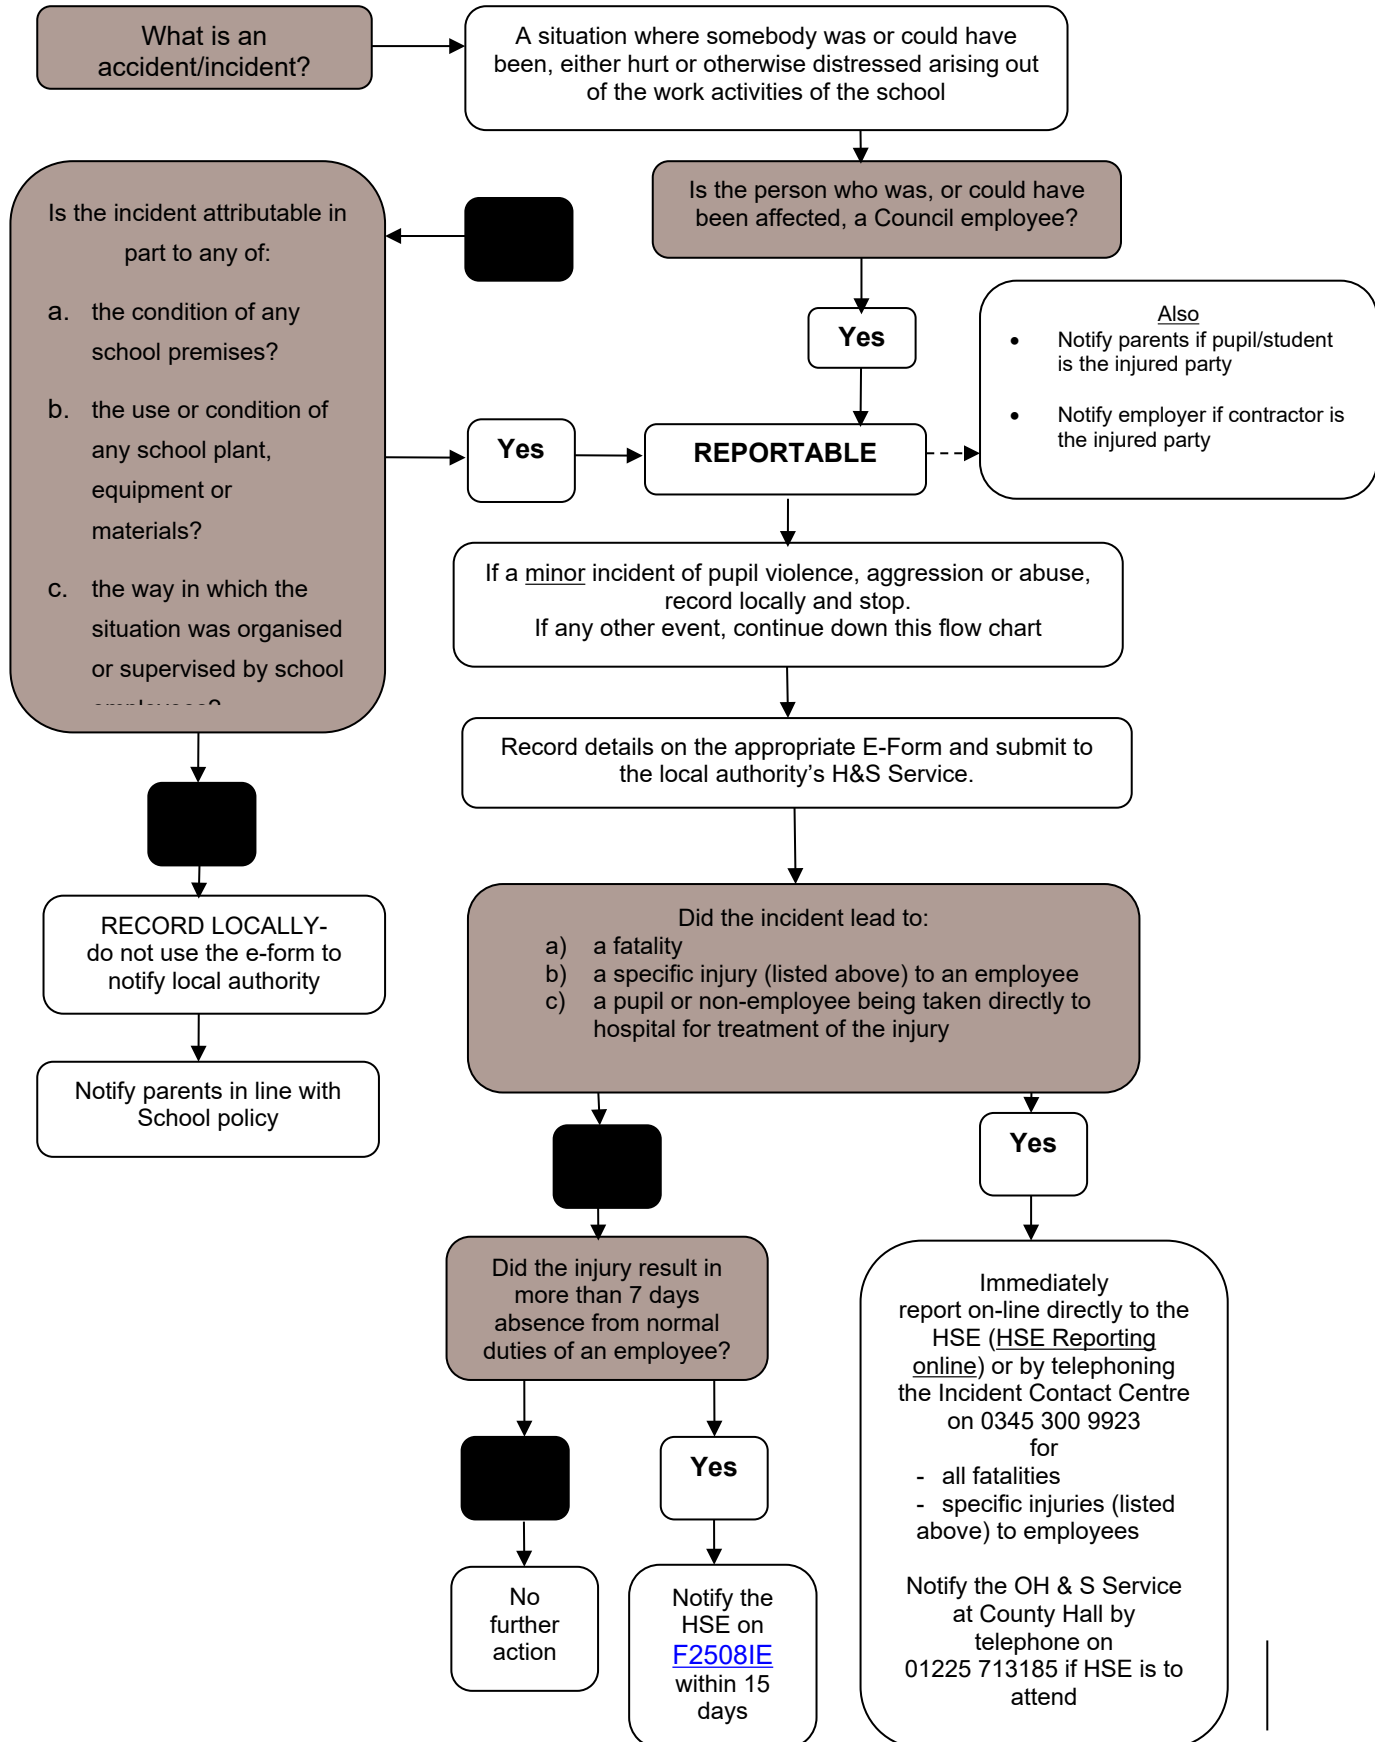 What is an
accident/incident?
A situation where somebody was or could have
been, either hurt or otherwise distressed arising out
of the work activities of the school
Is the person who was, or could have
been affected, a Council employee?
Is the incident attributable in
part to any of:
a. the condition of any
school premises?
b. the use or condition of
any school plant,
equipment or
materials?
c. the way in which the
situation was organised
or supervised by school
Yes
Also
• Notify parents if pupil/student
is the injured party
• Notify employer if contractor is
the injured party
Yes
REPORTABLE
If a minor incident of pupil violence, aggression or abuse,
record locally and stop.
If any other event, continue down this flow chart
Record details on the appropriate E-Form and submit to
the local authority’s H&S Service.
RECORD LOCALLY-
do not use the e-form to
notify local authority
Notify parents in line with
School policy
Did the incident lead to:
a) a fatality
b) a specific injury (listed above) to an employee
c) a pupil or non-employee being taken directly to
hospital for treatment of the injury
Yes
Did the injury result in
more than 7 days
absence from normal
duties of an employee?
Yes
No
further
action
Notify the
HSE on
F2508IE
within 15
days
Immediately
report on-line directly to the
HSE (HSE Reporting
online) or by telephoning
the Incident Contact Centre
on 0345 300 9923
for
- all fatalities
- specific injuries (listed
above) to employees
Notify the OH & S Service
at County Hall by
telephone on
01225 713185 if HSE is to
attend